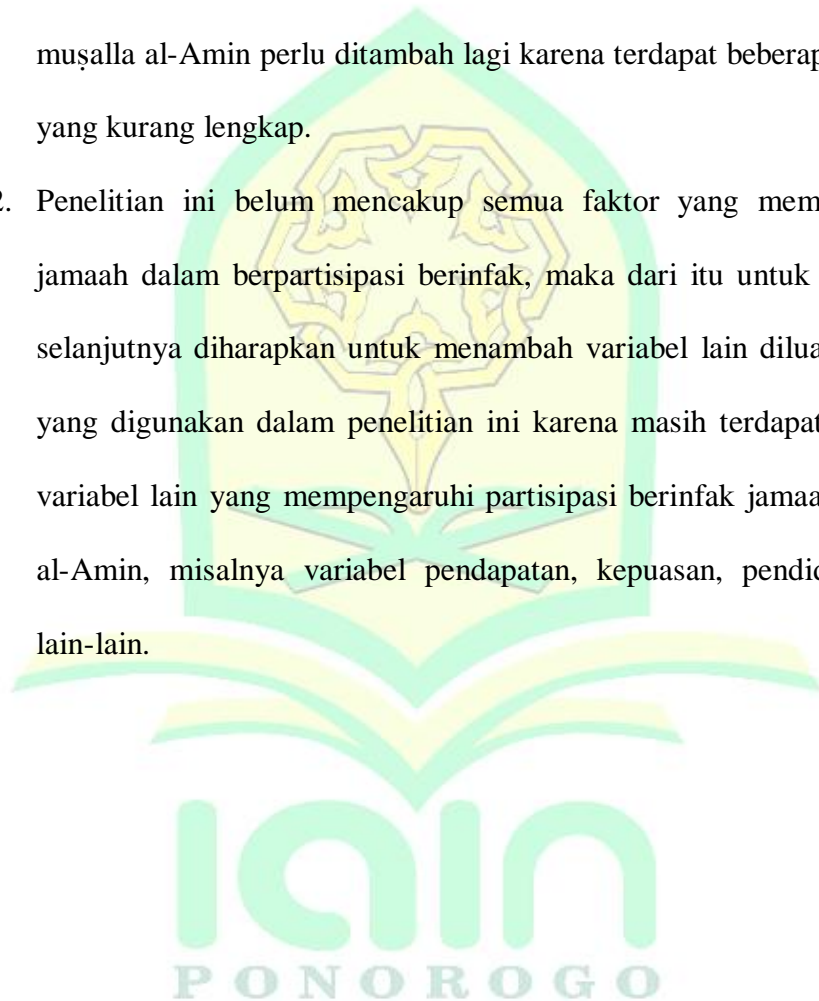 muṣalla al-Amin perlu ditambah lagi karena terdapat beberap
yang kurang lengkap.
2. Penelitian ini belum mencakup semua faktor yang mem
jamaah dalam berpartisipasi berinfak, maka dari itu untuk
selanjutnya diharapkan untuk menambah variabel lain dilua
yang digunakan dalam penelitian ini karena masih terdapat
variabel lain yang mempengaruhi partisipasi berinfak jamaa
al-Amin, misalnya variabel pendapatan, kepuasan, pendid
lain-lain.
iain
PONOROGO